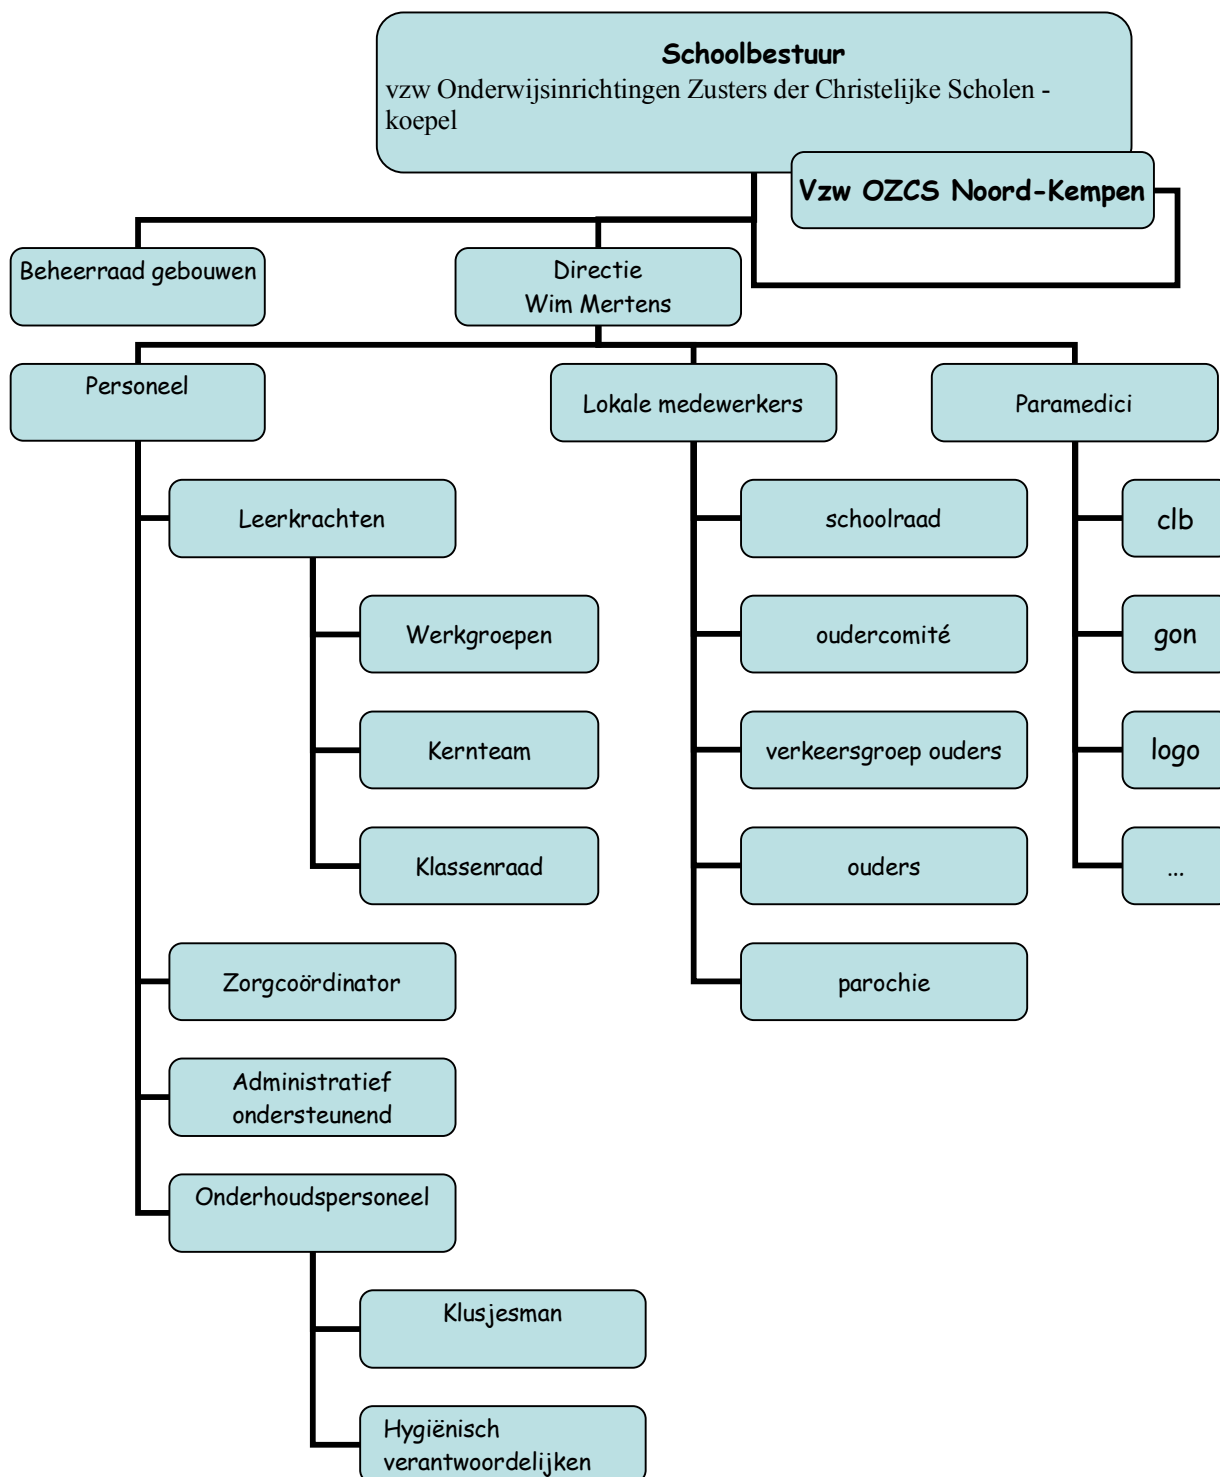 Schoolbestuur
vzw Onderwijsinrichtingen Zusters der Christelijke Scholen -
koepel
Vzw OZCS Noord-Kempen
Beheerraad gebouwen
Directie
Wim Mertens
Personeel
Lokale medewerkers
Paramedici
Leerkrachten
schoolraad
clb
Werkgroepen
oudercomité
gon
Kernteam
verkeersgroep ouders
logo
Klassenraad
ouders
...
Zorgcoördinator
parochie
Administratief
ondersteunend
Onderhoudspersoneel
Klusjesman
Hygiënisch
verantwoordelijken